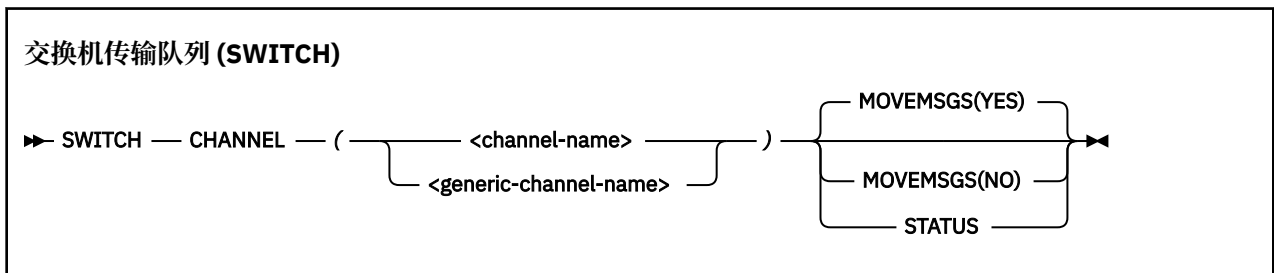 交换机传输队列 (SWITCH)
MOVEMSGS(YES)
SWITCH CHANNEL ( <channel-name> )
<generic-channel-name> MOVEMSGS(NO)
STATUS